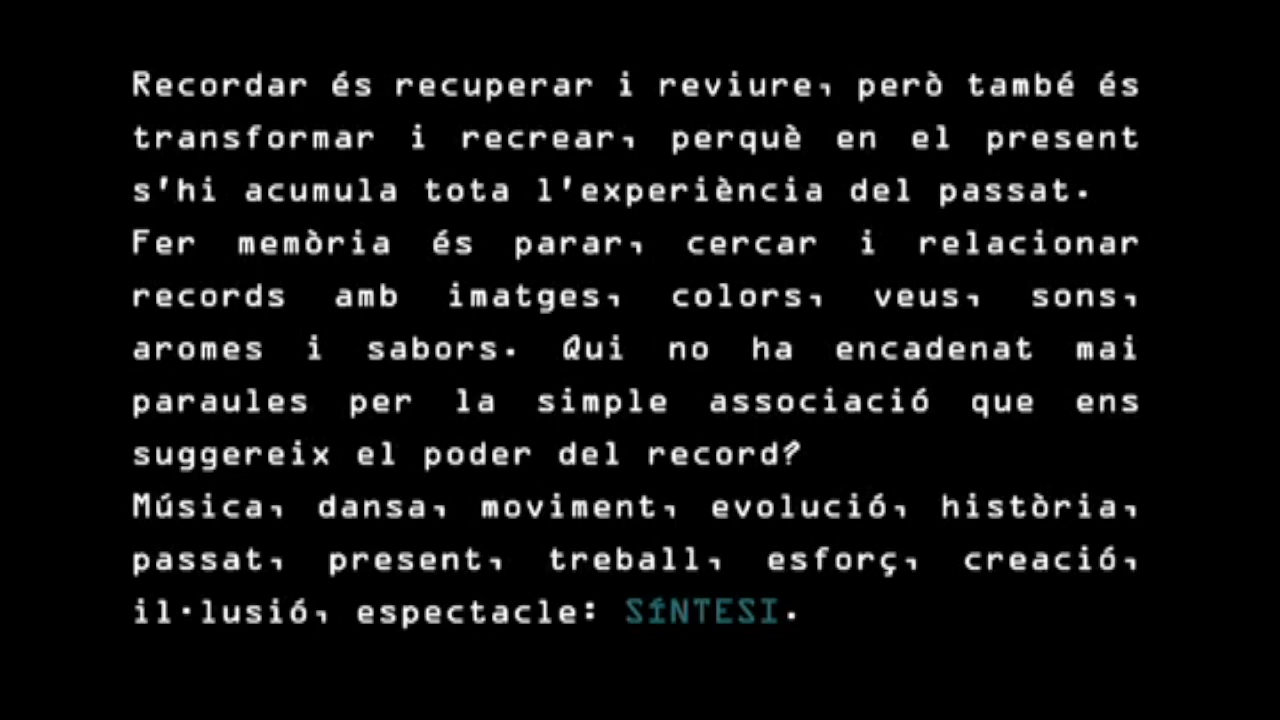 Recordar és recuperar i reviure, però també és
transformar i recrear, perquè en el present
s'hi acumula tota l'experiència del passat.
Fer memòria és parar, cercar i relacionar
records amb imatges, colors, veus, sons,
aromes i sabors. Qui no ha encadenat mai
paraules per la simple associació que ens
suggereix el poder del record?
Música, dansa, moviment, evolució, història,
passat, present, treball, esforç, creació,
il·lusió, espectacle: SÍNTESI.